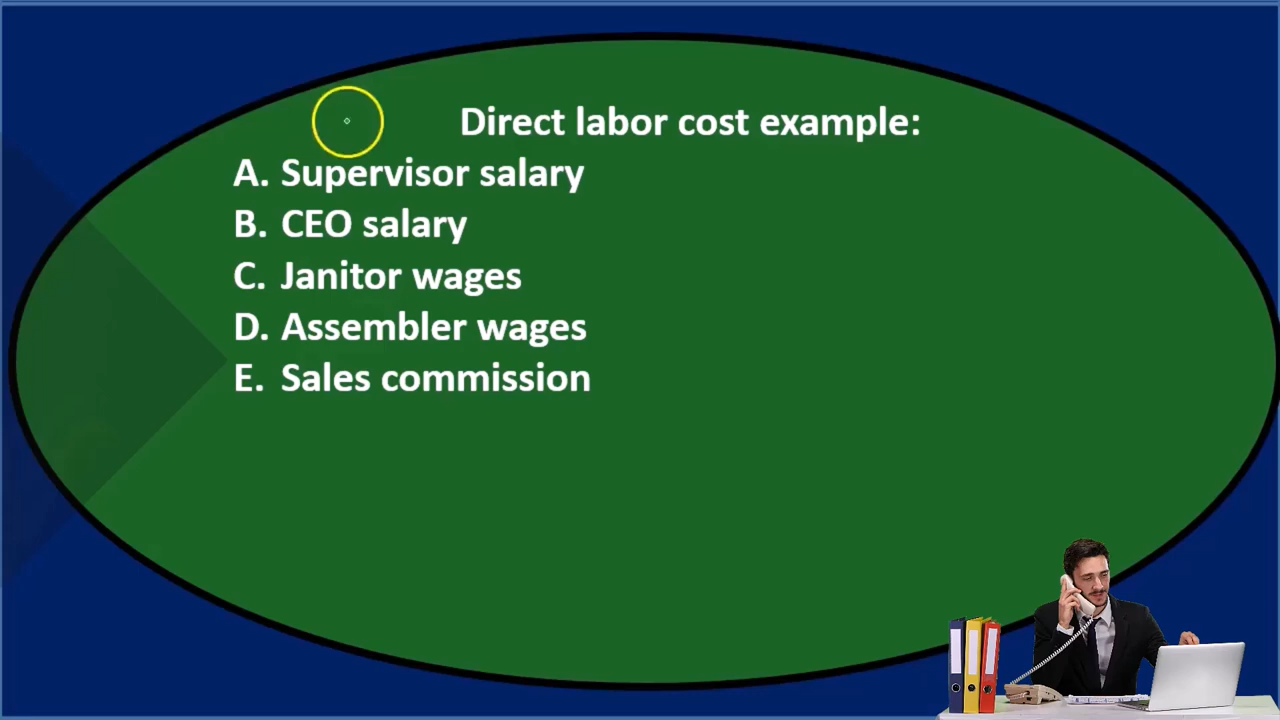 Direct labor cost example:
A. Supervisor salary
B. CEO salary
C. Janitor wages
D. Assembler wages
E. Sales commission